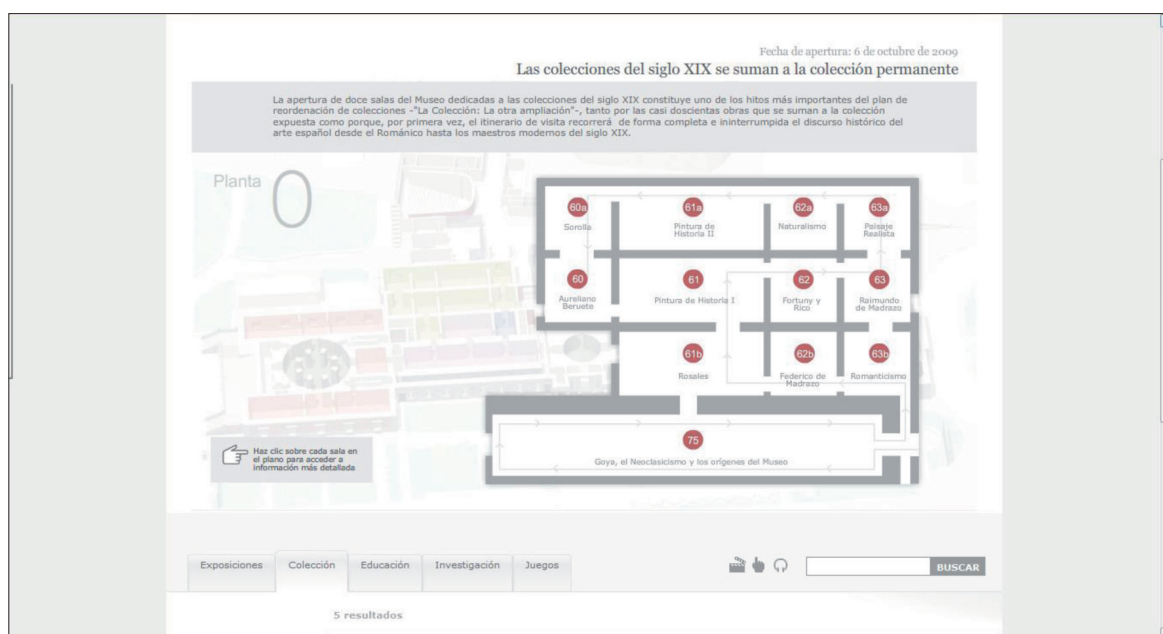 Fecha de apertura: 6 de octubre de 2009
Las colecciones del siglo XIX se suman a la colección permanente
La apertura de doce salas del Museo dedicadas a las colecciones del siglo XIX constituye uno de los hitos más importantes del plan de
reordenación de colecciones -"La Colección: La otra ampliación"-, tanto por las casi doscientas obras que se suman a la colección
expuesta como porque, por primera vez, el itinerario de visita recorrerá de forma completa e ininterrumpida el discurso histórico del
arte español desde el Románico hasta los maestros modernos del siglo XIX.
Planta 0
60a
Sorolla
61a
Pintura de
Historia II
62a
Naturalismo
63a
Paisaje
Realista
60
Aureliano
Beruete
61
Pintura de Historia I
62
Fortuny y
Rico
63
Raimundo
de Madrazo
61b
Rosales
62b
Federico de
Madrazo
63b
Romanticismo
75
Goya, el Neoclasicismo y los orígenes del Museo
Haz clic sobre cada sala en
el plano para acceder a
información más detallada
Exposiciones Colección Educación Investigación Juegos BUSCAR
5 resultados